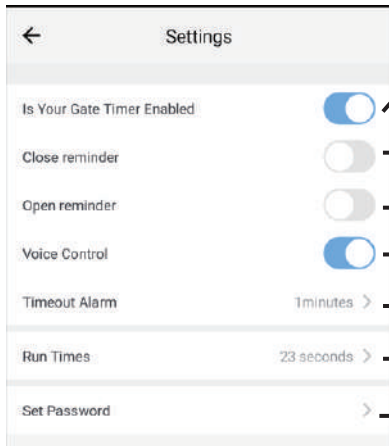 Settings
Is Your Gate Timer Enabled
Close reminder
Open reminder
Voice Control
Timeout Alarm 1minutes >
Run Times 23 seconds >
Set Password >